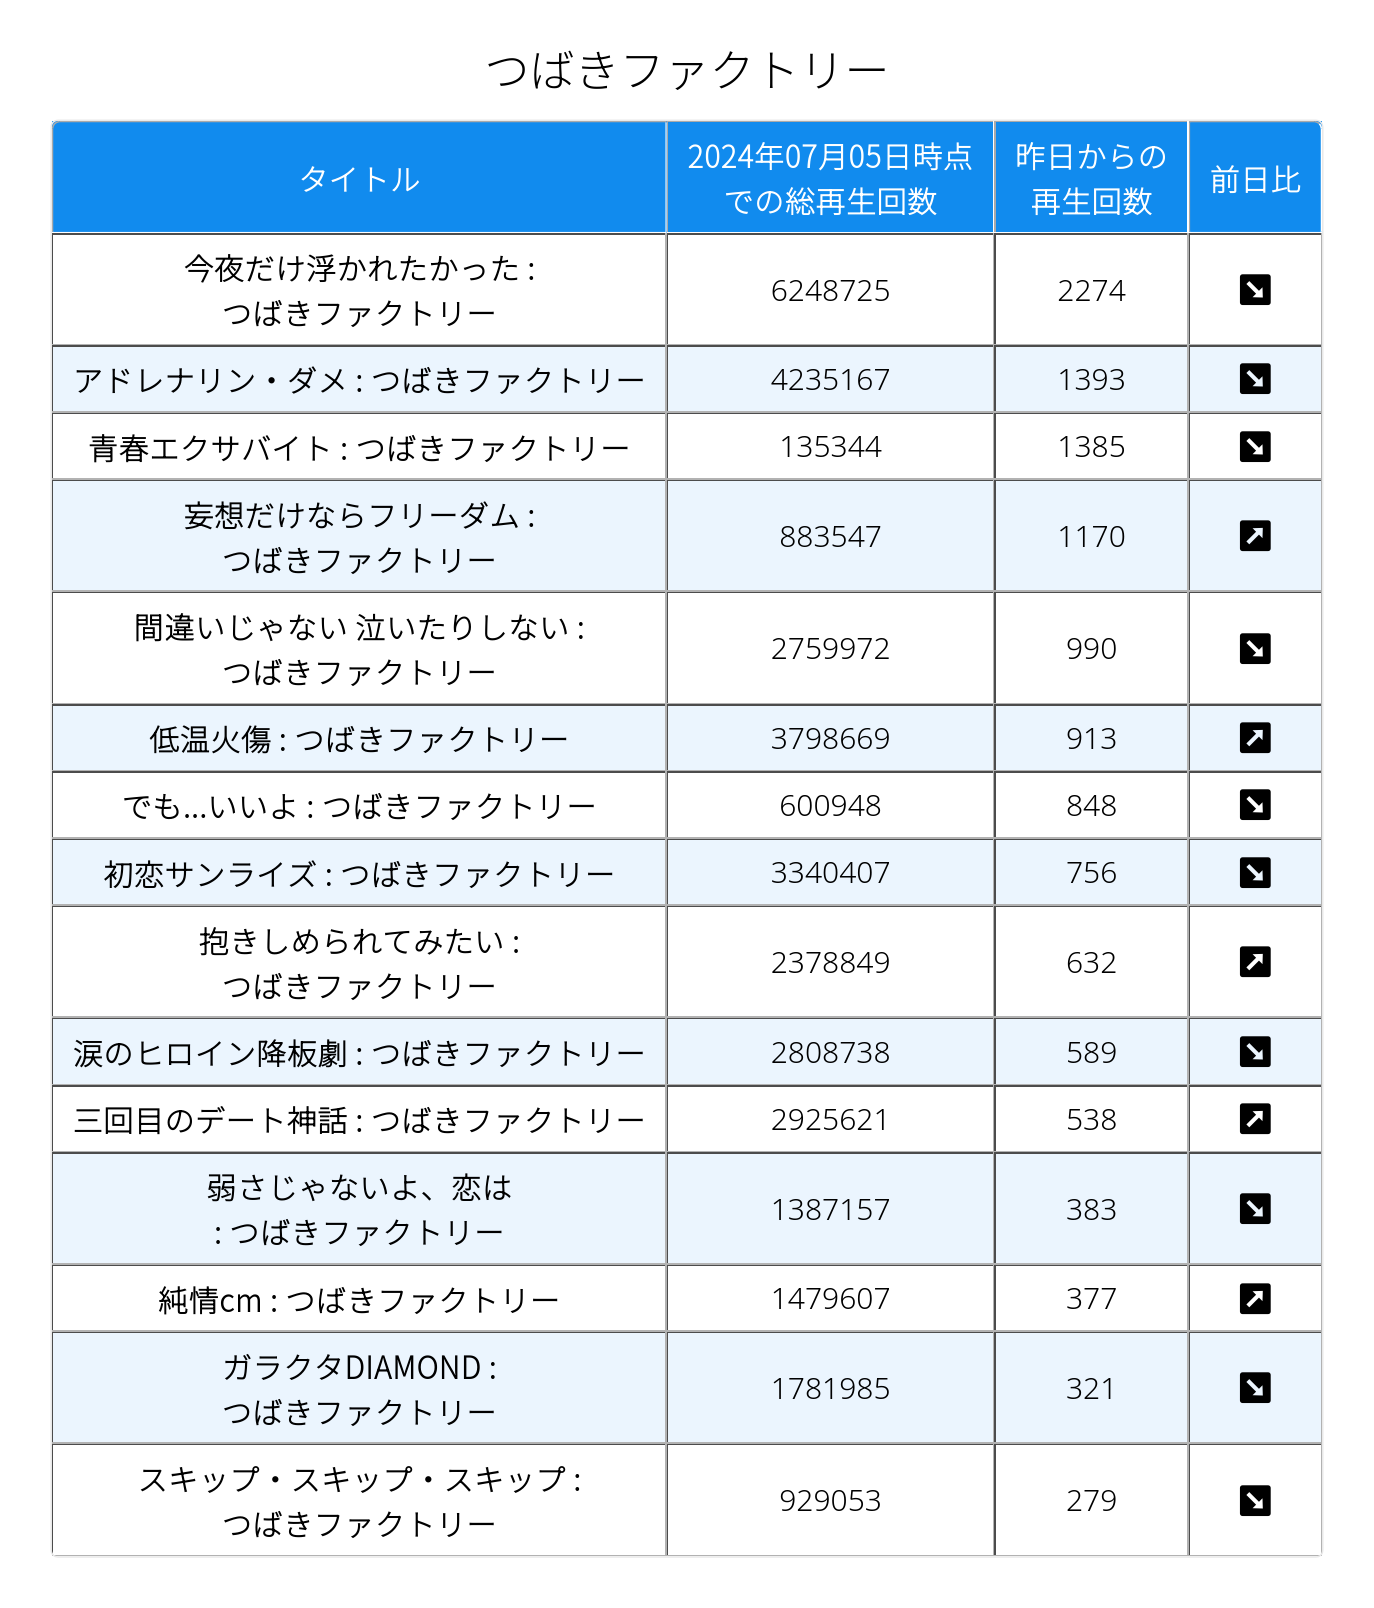 つばきファクトリー
タイトル
2024年07月05日時点
での総再生回数
昨日からの
再生回数
前日比
今夜だけ浮かれたかった :
つばきファクトリー
6248725
2274
↘
アドレナリン・ダメ : つばきファクトリー
4235167
1393
↘
青春エクサバイト : つばきファクトリー
135344
1385
↘
妄想だけならフリーダム :
つばきファクトリー
883547
1170
↗
間違いじゃない 泣いたりしない :
つばきファクトリー
2759972
990
↘
低温火傷 : つばきファクトリー
3798669
913
↗
でも...いいよ : つばきファクトリー
600948
848
↘
初恋サンライズ : つばきファクトリー
3340407
756
↘
抱きしめられてみたい :
つばきファクトリー
2378849
632
↗
涙のヒロイン降板劇 : つばきファクトリー
2808738
589
↘
三回目のデート神話 : つばきファクトリー
2925621
538
↗
弱さじゃないよ、恋は
: つばきファクトリー
1387157
383
↘
純情cm : つばきファクトリー
1479607
377
↗
ガラクタDIAMOND :
つばきファクトリー
1781985
321
↘
スキップ・スキップ・スキップ :
つばきファクトリー
929053
279
↘